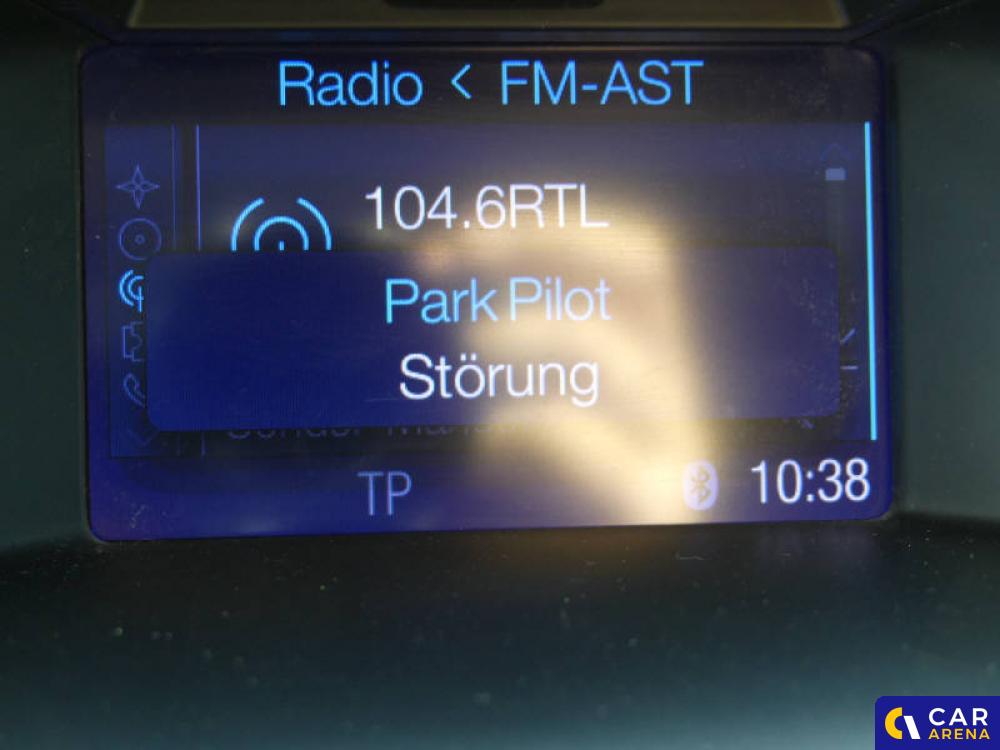 Radio < FM-AST
104.6RTL
Park Pilot
Störung
TP
10:38
CAR
ARENA